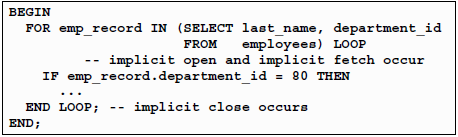 BEGIN
  FOR emp_record IN (SELECT last_name, department_id
                     FROM   employees) LOOP
         -- implicit open and implicit fetch occur
    IF emp_record.department_id = 80 THEN
      ...
  END LOOP; -- implicit close occurs
END;